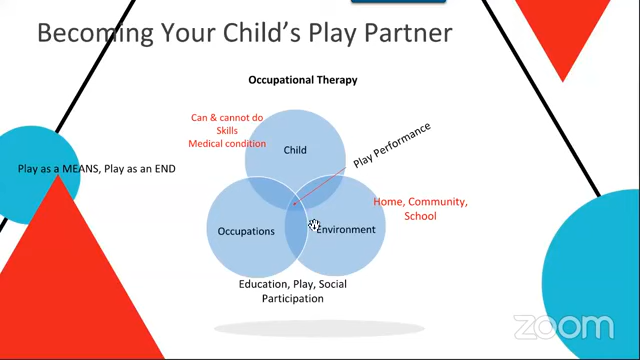 Becoming Your Child's Play Partner
Occupational Therapy
Can & cannot do
Skills
Medical condition
Child
Play Performance
Play as a MEANS, Play as an END
Home, Community,
School
Occupations
Environment
Education, Play, Social
Participation
zoom